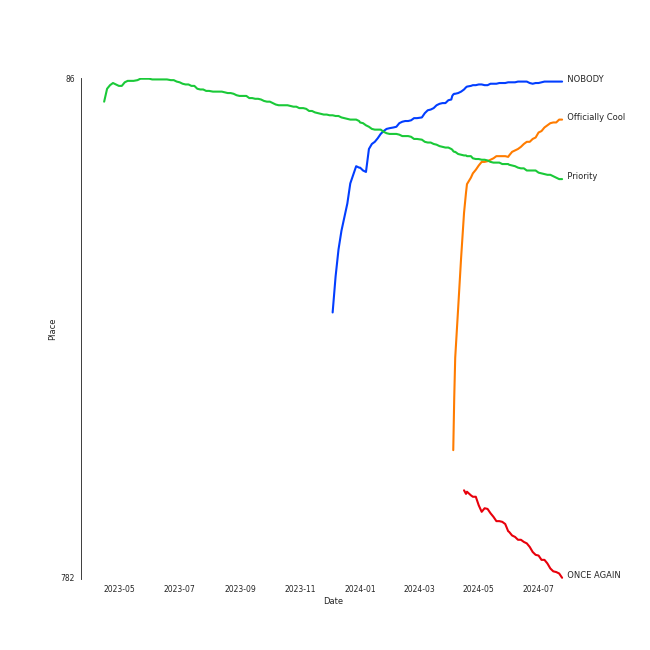 86
NOBODY
Officially Cool
Priority
Place
ONCE AGAIN
782
2023-05 2023-07 2023-09 2023-11 2024-01 2024-03 2024-05 2024-07
Date